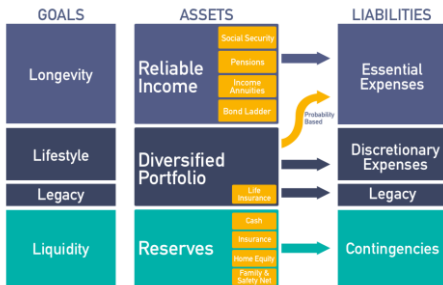 GOALS
ASSETS
LIABILITIES
Longevity
Reliable
Income
Social Security
Pensions
Income
Annuities
Bond Ladder
Essential
Expenses
Probability
Based
Lifestyle
Diversified
Portfolio
Discretionary
Expenses
Legacy
Life
Insurance
Legacy
Liquidity
Reserves
Cash
Insurance
Home Equity
Family &
Safety Net
Contingencies